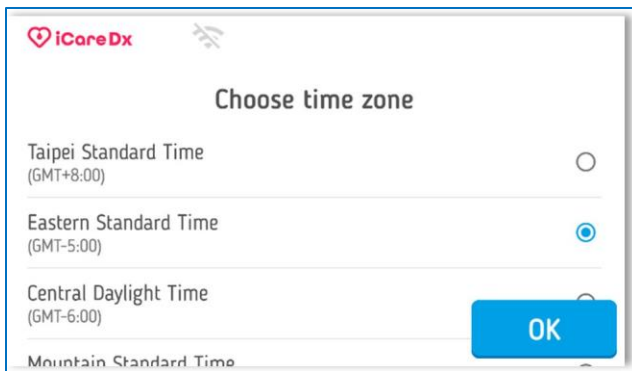 iCareDx
Choose time zone
Taipei Standard Time
(GMT+8:00)
Eastern Standard Time
(GMT-5:00)
Central Daylight Time
(GMT-6:00)
OK
Mountain Standard Time